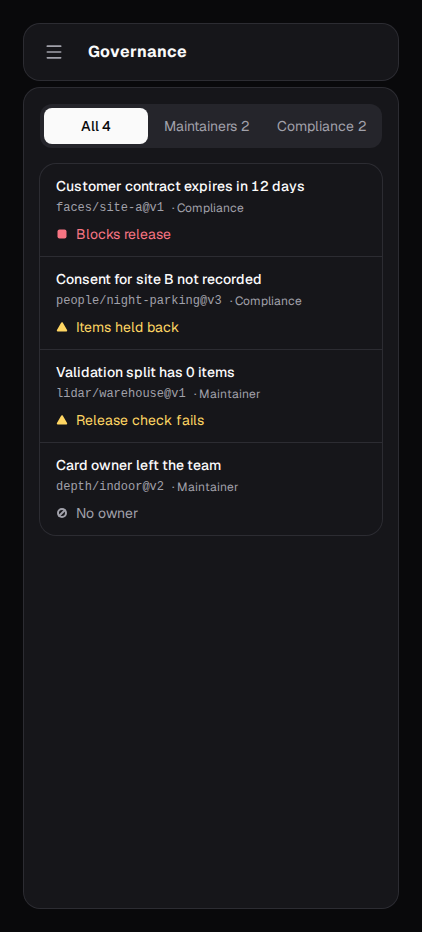 Governance
All 4 Maintainers 2 Compliance 2
Customer contract expires in 12 days
faces/site-a@v1 · Compliance
Blocks release
Consent for site B not recorded
people/night-parking@v3 · Compliance
Items held back
Validation split has 0 items
lidar/warehouse@v1 · Maintainer
Release check fails
Card owner left the team
depth/indoor@v2 · Maintainer
No owner